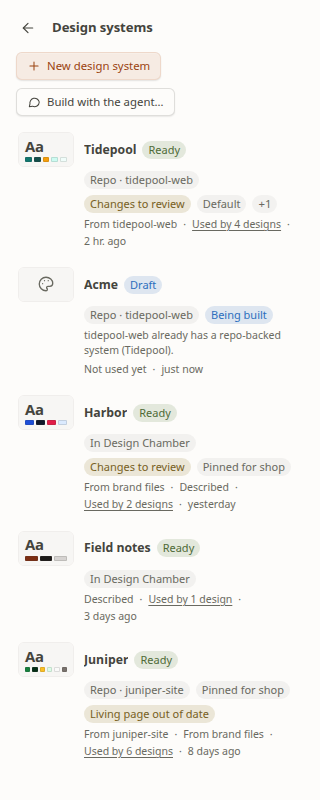 Design systems
New design system
Build with the agent...
Aa
Tidepool Ready
Repo · tidepool-web
Changes to review Default +1
From tidepool-web · Used by 4 designs ·
2 hr. ago
Acme Draft
Repo · tidepool-web Being built
tidepool-web already has a repo-backed
system (Tidepool).
Not used yet · just now
Aa
Harbor Ready
In Design Chamber
Changes to review Pinned for shop
From brand files · Described ·
Used by 2 designs · yesterday
Aa
Field notes Ready
In Design Chamber
Described · Used by 1 design ·
3 days ago
Aa
Juniper Ready
Repo · juniper-site Pinned for shop
Living page out of date
From juniper-site · From brand files ·
Used by 6 designs · 8 days ago